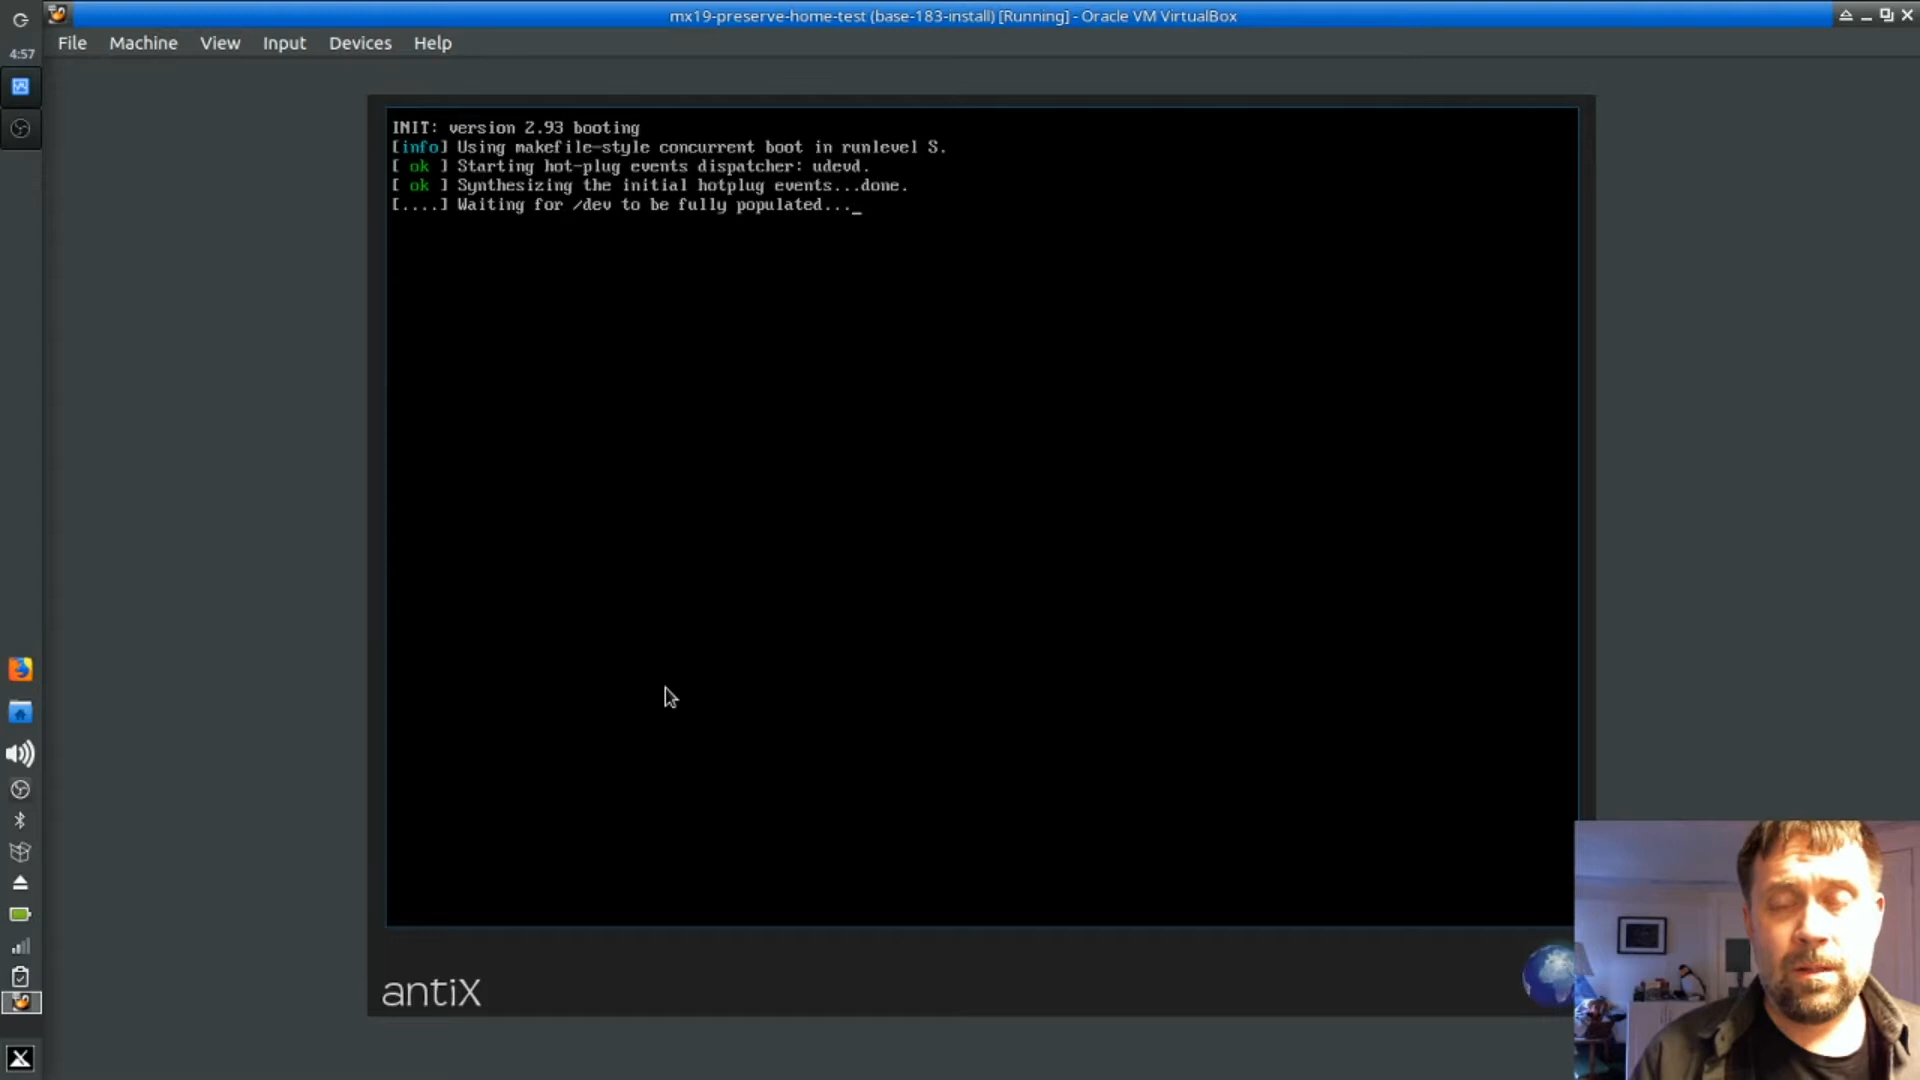 mx19-preserve-home-test (base-183-install) [Running] - Oracle VM VirtualBox
File Machine View Input Devices Help
4:57
INIT: version 2.93 booting
[info] Using makefile-style concurrent boot in runlevel S.
[ ok ] Starting hot-plug events dispatcher: udevd.
[ ok ] Synthesizing the initial hotplug events...done.
[....] Waiting for /dev to be fully populated..._
antiX